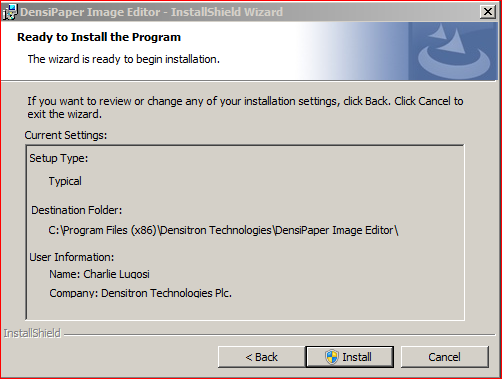 DensiPaper Image Editor - InstallShield Wizard
Ready to Install the Program
The wizard is ready to begin installation.
If you want to review or change any of your installation settings, click Back. Click Cancel to
exit the wizard.
Current Settings:
Setup Type:
Typical
Destination Folder:
C:\Program Files (x86)\Densitron Technologies\DensiPaper Image Editor\
User Information:
Name: Charlie Lugosi
Company: Densitron Technologies Plc.
InstallShield
< Back
Install
Cancel